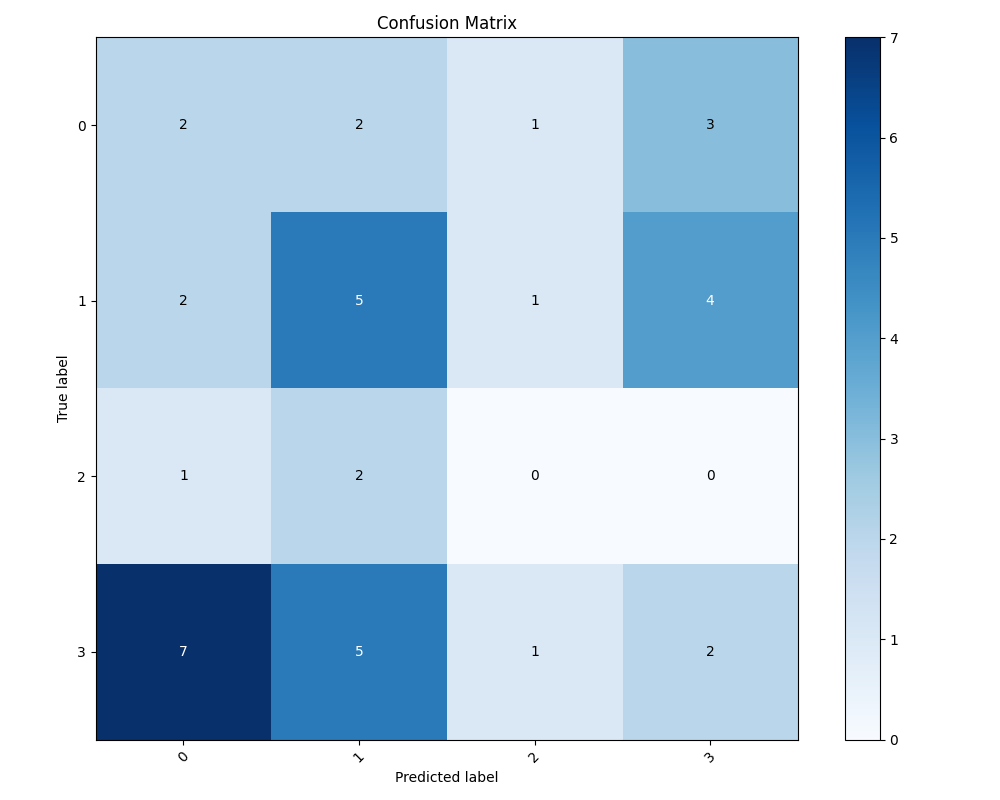 Confusion Matrix
0 2 2 1 3
1 2 5 1 4
2 1 2 0 0
3 7 5 1 2
0 1 2 3
True label
Predicted label
7
6
5
4
3
2
1
0